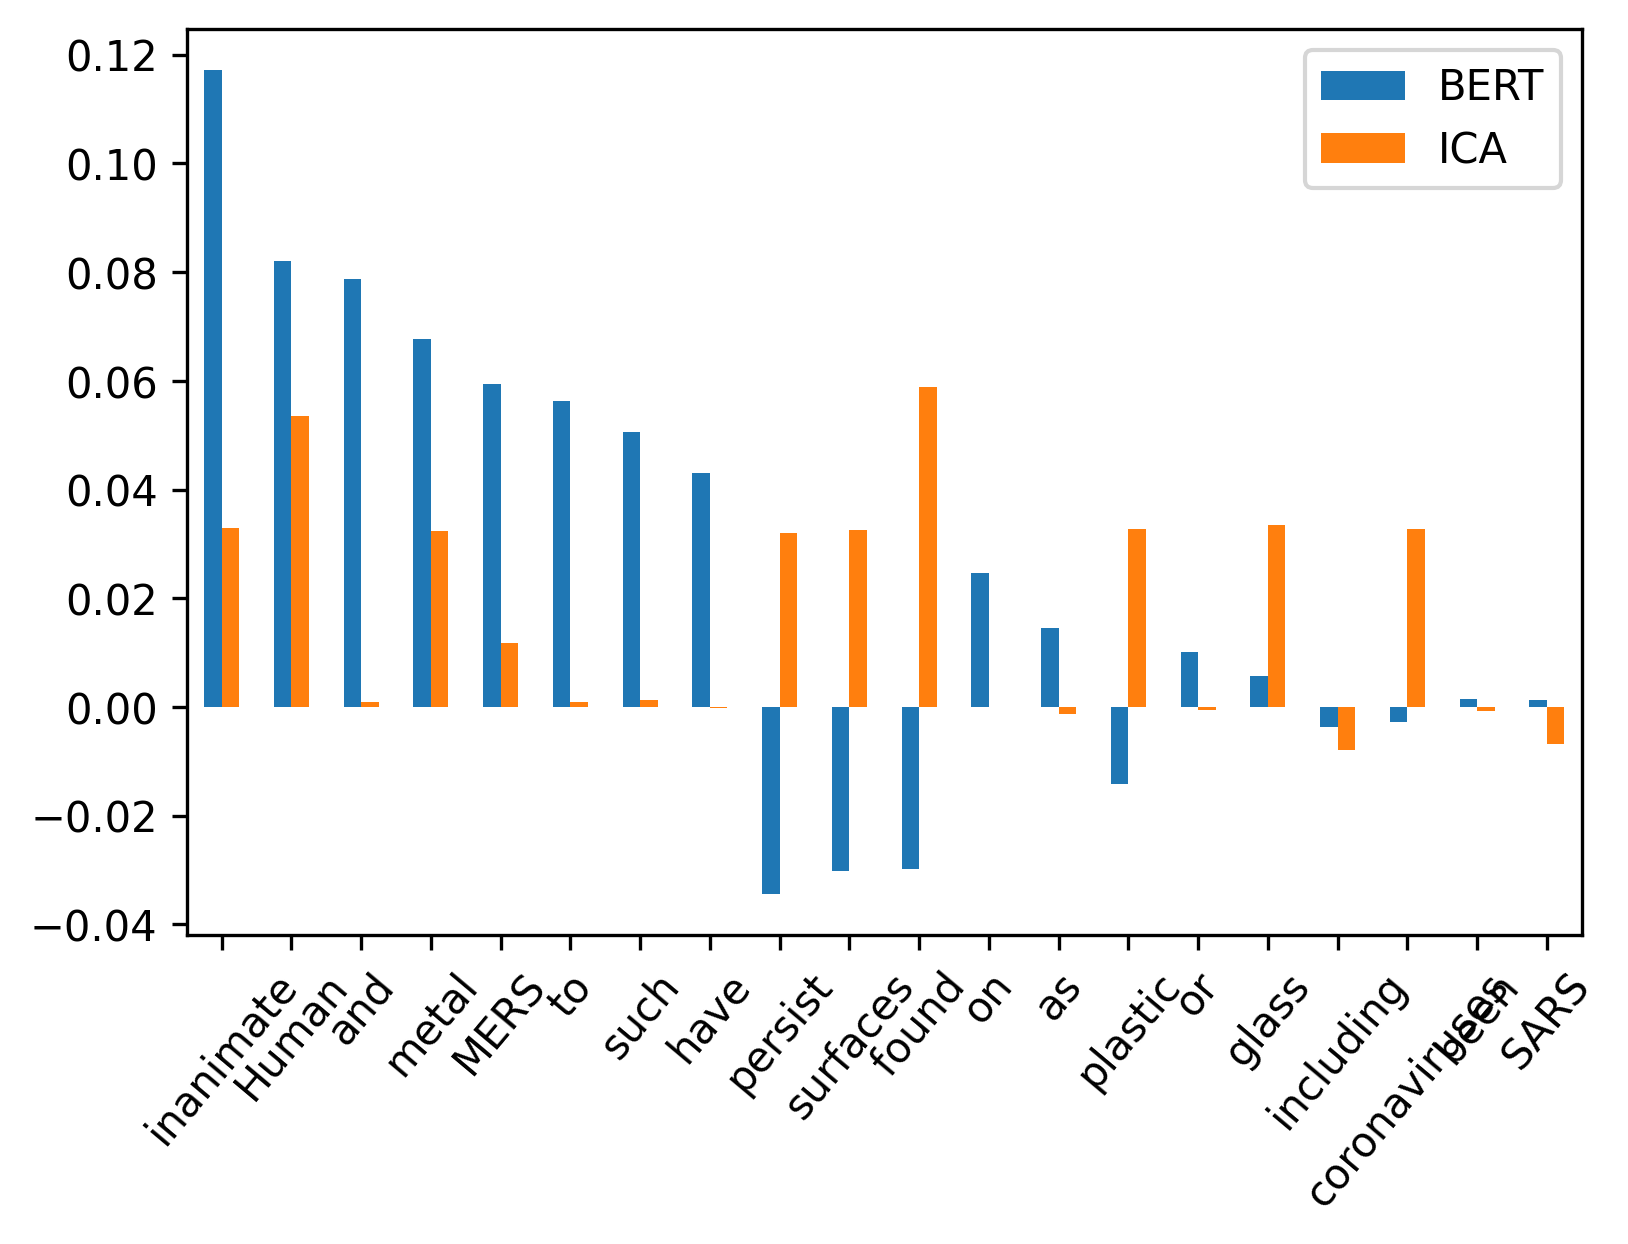 0.12
0.10
0.08
0.06
0.04
0.02
0.00
−0.02
−0.04
BERT
ICA
inanimate
Human
and
metal
MERS
to
such
have
persist
surfaces
found
on
as
plastic
or
glass
including
coronaviruses
been
SARS